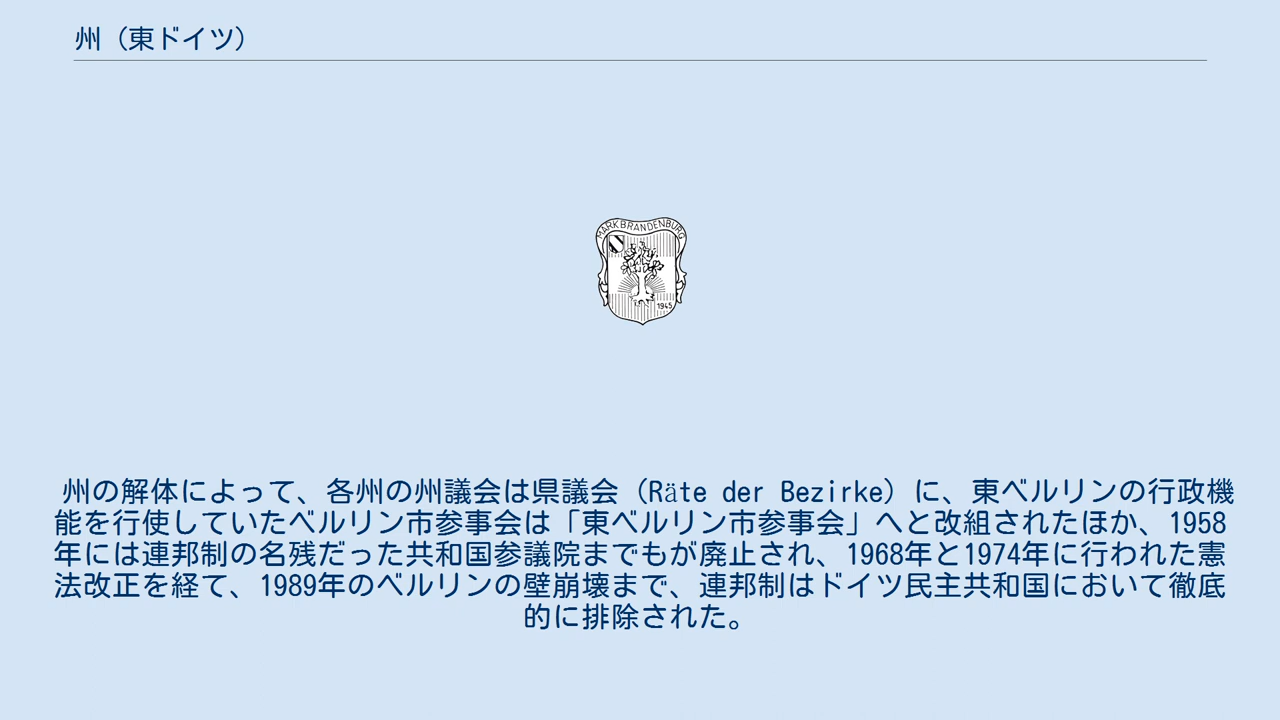 州（東ドイツ）
MARK BRANDENBURG
1945
州の解体によって、各州の州議会は県議会（Räte der Bezirke）に、東ベルリンの行政機
能を行使していたベルリン市参事会は「東ベルリン市参事会」へと改組されたほか、1958
年には連邦制の名残だった共和国参議院までもが廃止され、1968年と1974年に行われた憲
法改正を経て、1989年のベルリンの壁崩壊まで、連邦制はドイツ民主共和国において徹底
的に排除された。